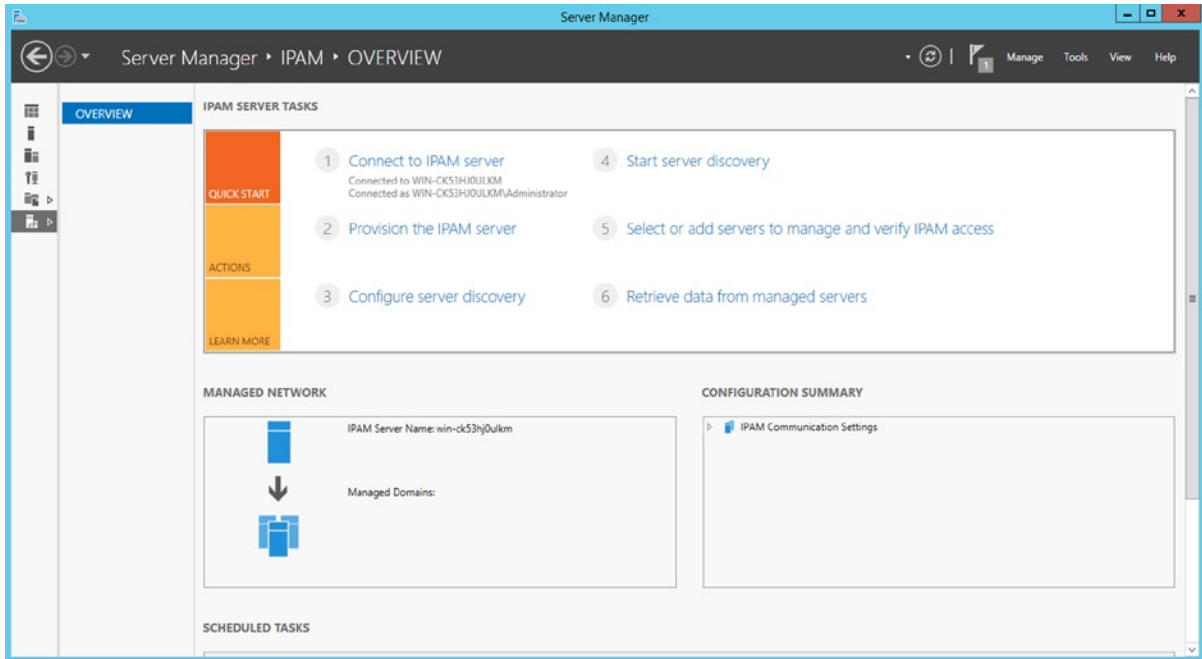 Server Manager
Server Manager ‣ IPAM ‣ OVERVIEW
1
Manage
Tools
View
Help
OVERVIEW
IPAM SERVER TASKS
QUICK START
ACTIONS
LEARN MORE
1 Connect to IPAM server
Connected to WIN-CK53HJ0ULKM
Connected as WIN-CK53HJ0ULKM\Administrator
2 Provision the IPAM server
3 Configure server discovery
4 Start server discovery
5 Select or add servers to manage and verify IPAM access
6 Retrieve data from managed servers
MANAGED NETWORK
IPAM Server Name: win-ck53hj0ulkm
Managed Domains:
CONFIGURATION SUMMARY
IPAM Communication Settings
SCHEDULED TASKS